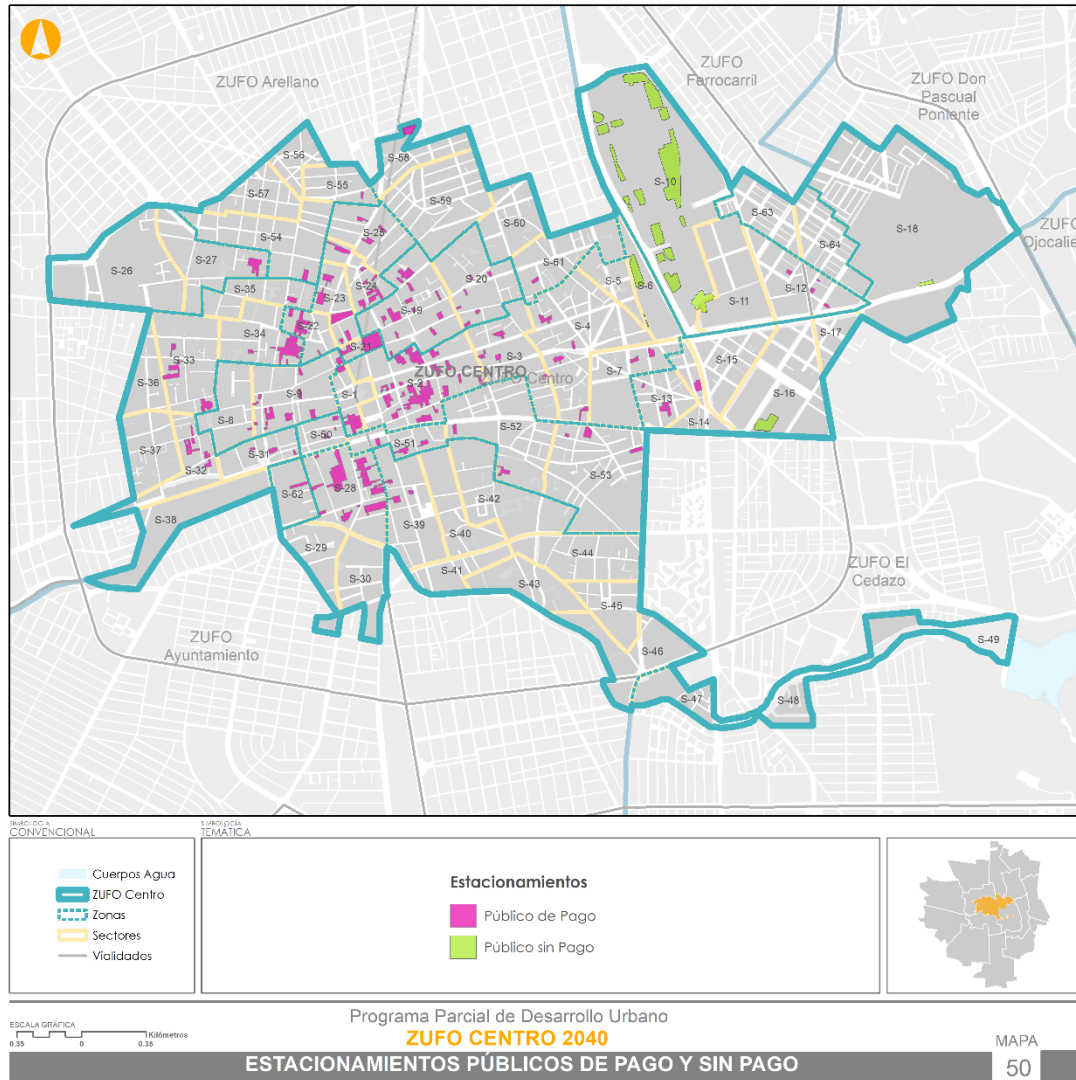 ZUFO Arellano
ZUFO
Ferrocarril
ZUFO Don
Pascual
Poniente
S-56
S-58
S-55
S-57
S-59
S-10
S-63
S-60
S-25
S-54
S-64
S-18
ZUFO
Ojocalie
S-61
S-27
S-26
S-20
S-5
S-6
S-24
S-35
S-12
S-23
S-11
S-19
S-22
S-4
S-34
S-17
S-21
S-3
S-33
S-15
ZUFO CENTRO
Centro
S-7
S-36
S-2
S-9
S-1
S-16
S-13
S-8
S-14
S-52
S-50
S-51
S-37
S-31
S-32
S-53
S-28
S-62
S-42
S-38
S-39
S-40
S-29
S-44
S-41
S-30
S-43
ZUFO El
Cedazo
S-45
ZUFO
Ayuntamiento
S-49
S-46
S-47
S-48
SIMBOLOGÍA
CONVENCIONAL
SIMBOLOGÍA
TEMÁTICA
Cuerpos Agua
ZUFO Centro
Zonas
Sectores
Vialidades
Estacionamientos
Público de Pago
Público sin Pago
ESCALA GRÁFICA
Kilómetros
0.35 0 0.35
Programa Parcial de Desarrollo Urbano
ZUFO CENTRO 2040
ESTACIONAMIENTOS PÚBLICOS DE PAGO Y SIN PAGO
MAPA
50